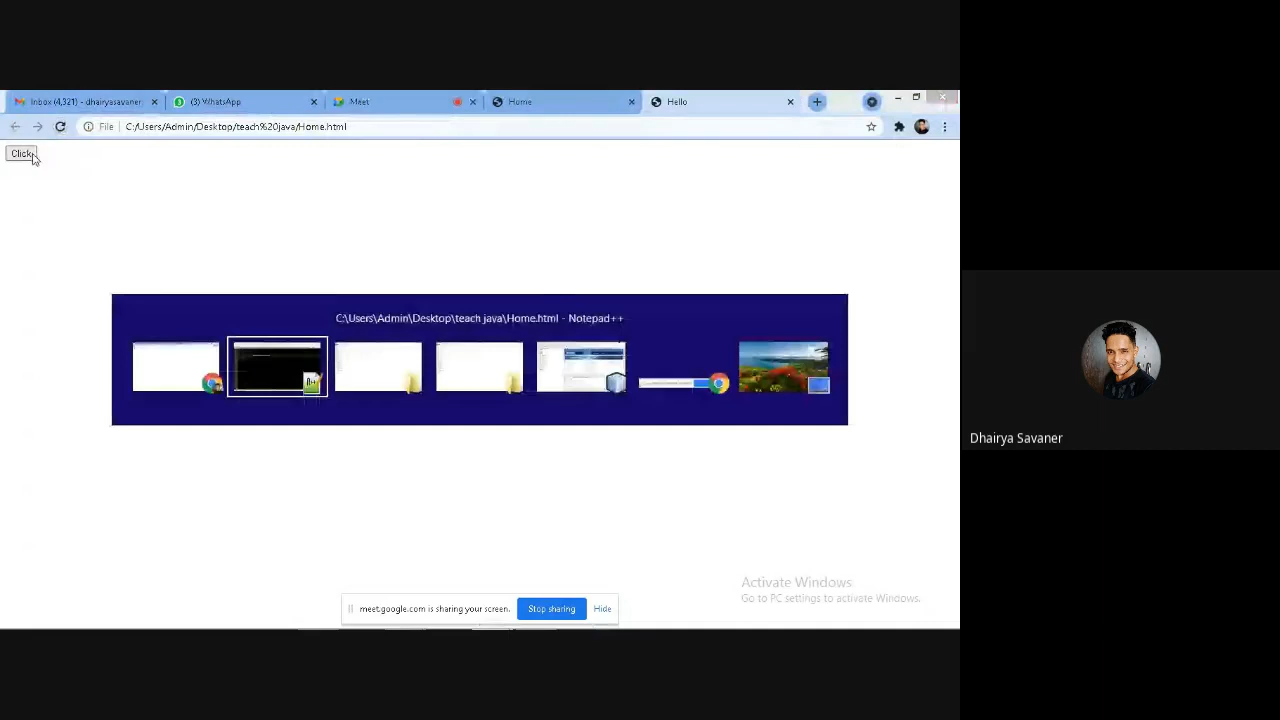 Inbox (4,321) - dhairyasavaner
(3) WhatsApp
Meet
Home
Hello
File
C:/Users/Admin/Desktop/teach%20java/Home.html
Click
C:\Users\Admin\Desktop\teach java\Home.html - Notepad++
Dhairya Savaner
Activate Windows
Go to PC settings to activate Windows.
meet.google.com is sharing your screen.
Stop sharing
Hide